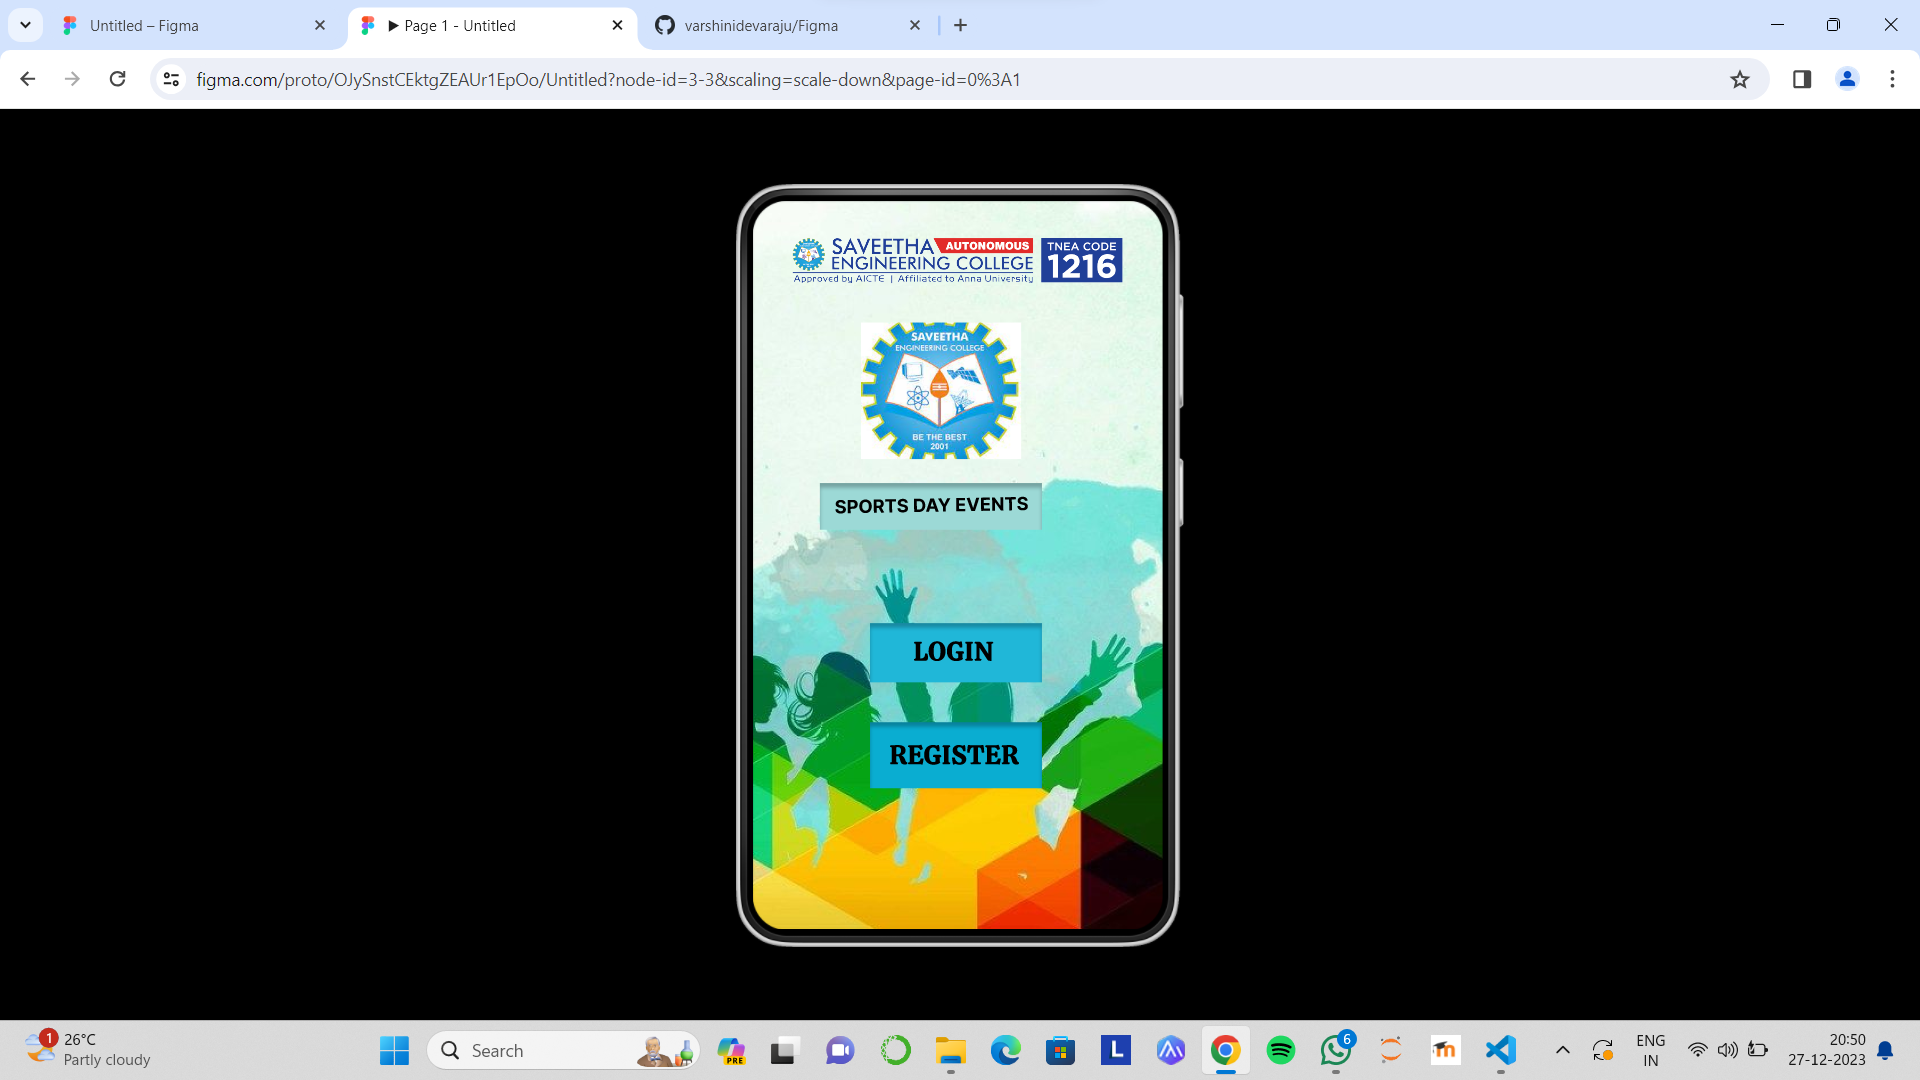 Untitled – Figma
Page 1 - Untitled
varshinidevaraju/Figma
figma.com/proto/OJySnstCEktgZEAUr1EpOo/Untitled?node-id=3-3&scaling=scale-down&page-id=0%3A1
SAVEETHA AUTONOMOUS
ENGINEERING COLLEGE
Approved by AICTE | Affiliated to Anna University
TNEA CODE
1216
SAVEETHA
ENGINEERING COLLEGE
BE THE BEST
2001
SPORTS DAY EVENTS
LOGIN
REGISTER
1
26°C
Partly cloudy
Search
PRE
L
6
m
ENG
IN
20:50
27-12-2023